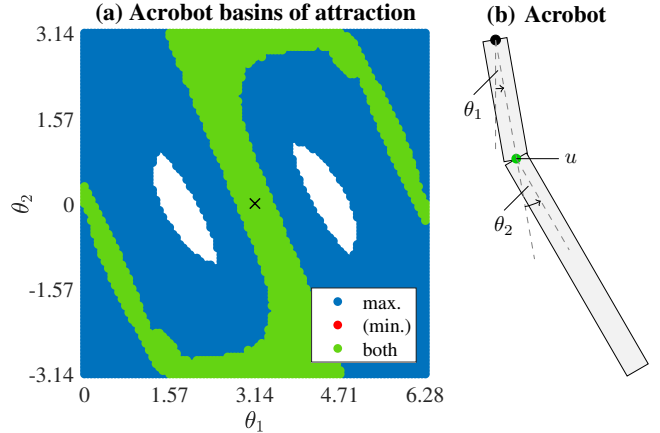 (a) Acrobot basins of attraction
3.14
1.57
0
-1.57
-3.14
θ₂
0 1.57 3.14 4.71 6.28
θ₁
max.
(min.)
both
(b) Acrobot
θ₁
u
θ₂